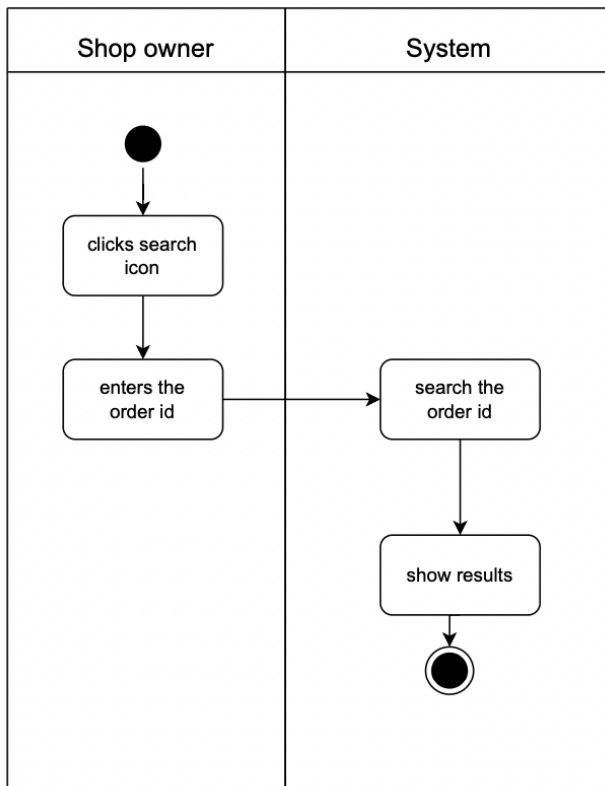 Shop owner
System
clicks search
icon
enters the
order id
search the
order id
show results